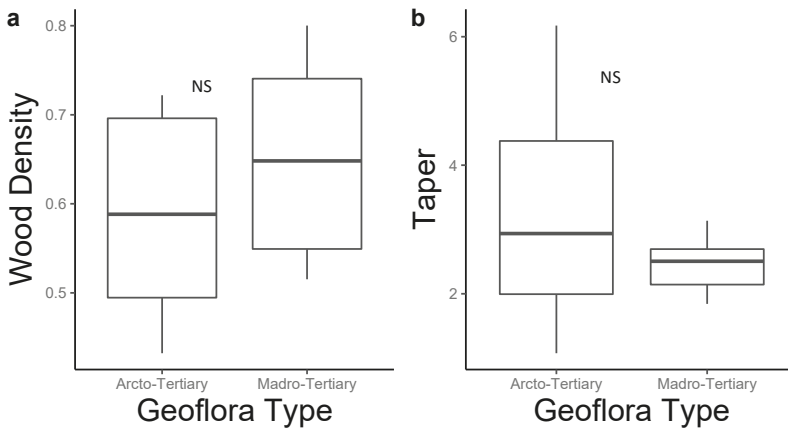 a
Wood Density
0.8
0.7
0.6
0.5
NS
Arcto-Tertiary
Madro-Tertiary
Geoflora Type
b
Taper
6
4
2
NS
Arcto-Tertiary
Madro-Tertiary
Geoflora Type